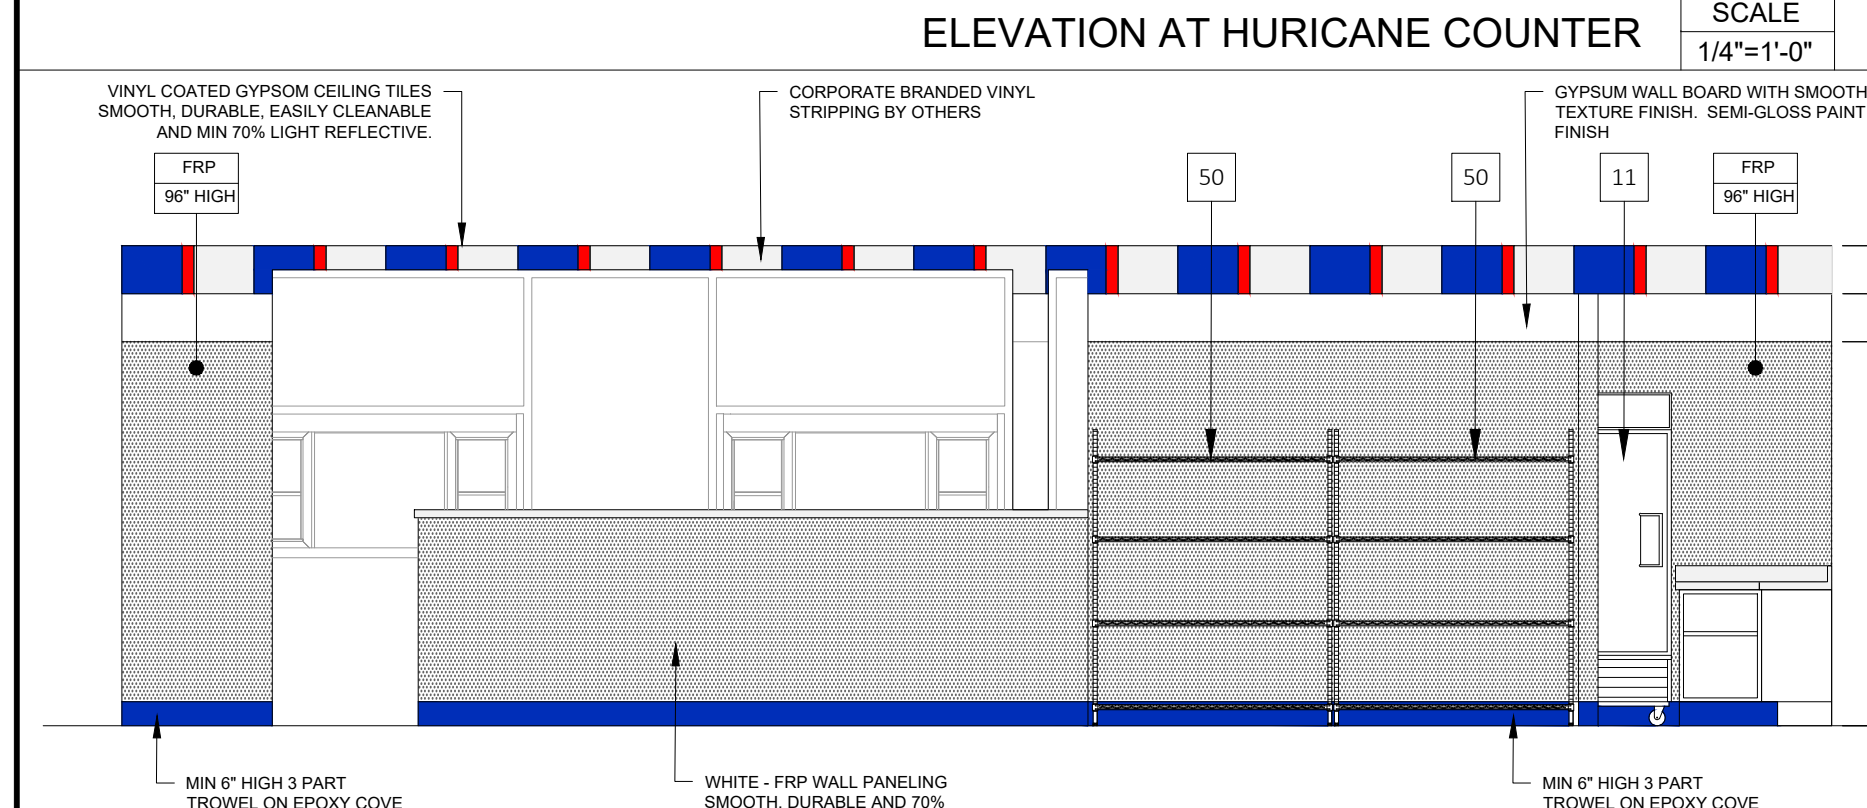 ELEVATION AT HURICANE COUNTER
SCALE
1/4"=1'-0"
VINYL COATED GYPSOM CEILING TILES
SMOOTH, DURABLE, EASILY CLEANABLE
AND MIN 70% LIGHT REFLECTIVE.
CORPORATE BRANDED VINYL
STRIPPING BY OTHERS
GYPSUM WALL BOARD WITH SMOOTH
TEXTURE FINISH. SEMI-GLOSS PAINT
FINISH
FRP
96" HIGH
50
50
11
FRP
96" HIGH
MIN 6" HIGH 3 PART
TROWEL ON EPOXY COVE
WHITE - FRP WALL PANELING
SMOOTH, DURABLE AND 70%
MIN 6" HIGH 3 PART
TROWEL ON EPOXY COVE